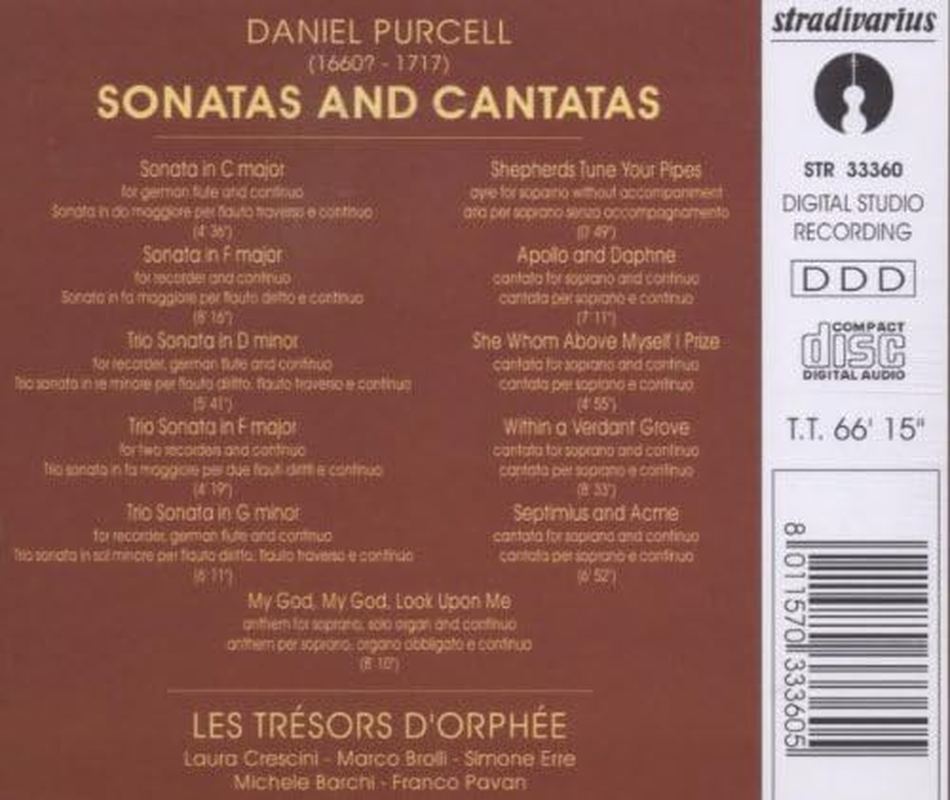 DANIEL PURCELL
(1660? - 1717)
SONATAS AND CANTATAS
Sonata in C major
for german flute and continuo
Sonata in do maggiore per flauto traverso e continuo
(4' 36")
Sonata in F major
for recorder and continuo
Sonata in fa maggiore per flauto diritto e continuo
(8' 16")
Trio Sonata in D minor
for recorder, german flute and continuo
Trio sonata in re minore per flauto diritto, flauto traverso e continuo
(5' 41")
Trio Sonata in F major
for two recorders and continuo
Trio sonata in fa maggiore per due flauti diritti e continuo
(4' 19")
Trio Sonata in G minor
for recorder, german flute and continuo
Trio sonata in sol minore per flauto diritto, flauto traverso e continuo
(6' 11")
Shepherds Tune Your Pipes
ayre for soprano without accompaniment
aria per soprano senza accompagnamento
(0' 49")
Apollo and Daphne
cantata for soprano and continuo
cantata per soprano e continuo
(7' 11")
She Whom Above Myself I Prize
cantata for soprano and continuo
cantata per soprano e continuo
(4' 55")
Within a Verdant Grove
cantata for soprano and continuo
cantata per soprano e continuo
(8' 33")
Septimius and Acme
cantata for soprano and continuo
cantata per soprano e continuo
(6' 52")
My God, My God, Look Upon Me
anthem for soprano, solo organ and continuo
anthem per soprano, organo obbligato e continuo
(8' 10")
LES TRÉSORS D'ORPHÉE
Laura Crescini - Marco Brolli - Simone Erre
Michele Barchi - Franco Pavan
stradivarius
STR 33360
DIGITAL STUDIO
RECORDING
DDD
COMPACT
disc
DIGITAL AUDIO
T.T. 66' 15"
8 011570 333605